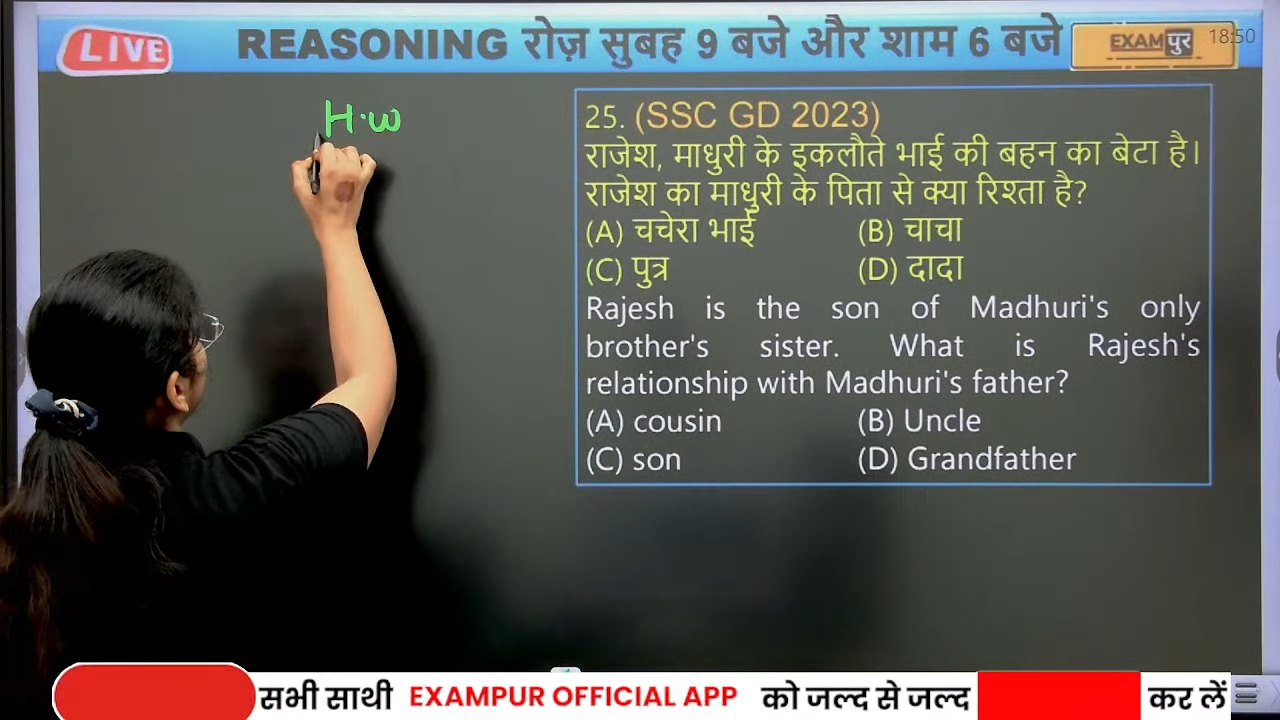 LIVE
REASONING रोज़ सुबह 9 बजे और शाम 6 बजे
EXAMपुर
18:50
H.W
25. (SSC GD 2023)
राजेश, माधुरी के इकलौते भाई की बहन का बेटा है।
राजेश का माधुरी के पिता से क्या रिश्ता है?
(A) चचेरा भाई (B) चाचा
(C) पुत्र (D) दादा
Rajesh is the son of Madhuri's only
brother's sister. What is Rajesh's
relationship with Madhuri's father?
(A) cousin (B) Uncle
(C) son (D) Grandfather
सभी साथी EXAMPUR OFFICIAL APP को जल्द से जल्द कर लें